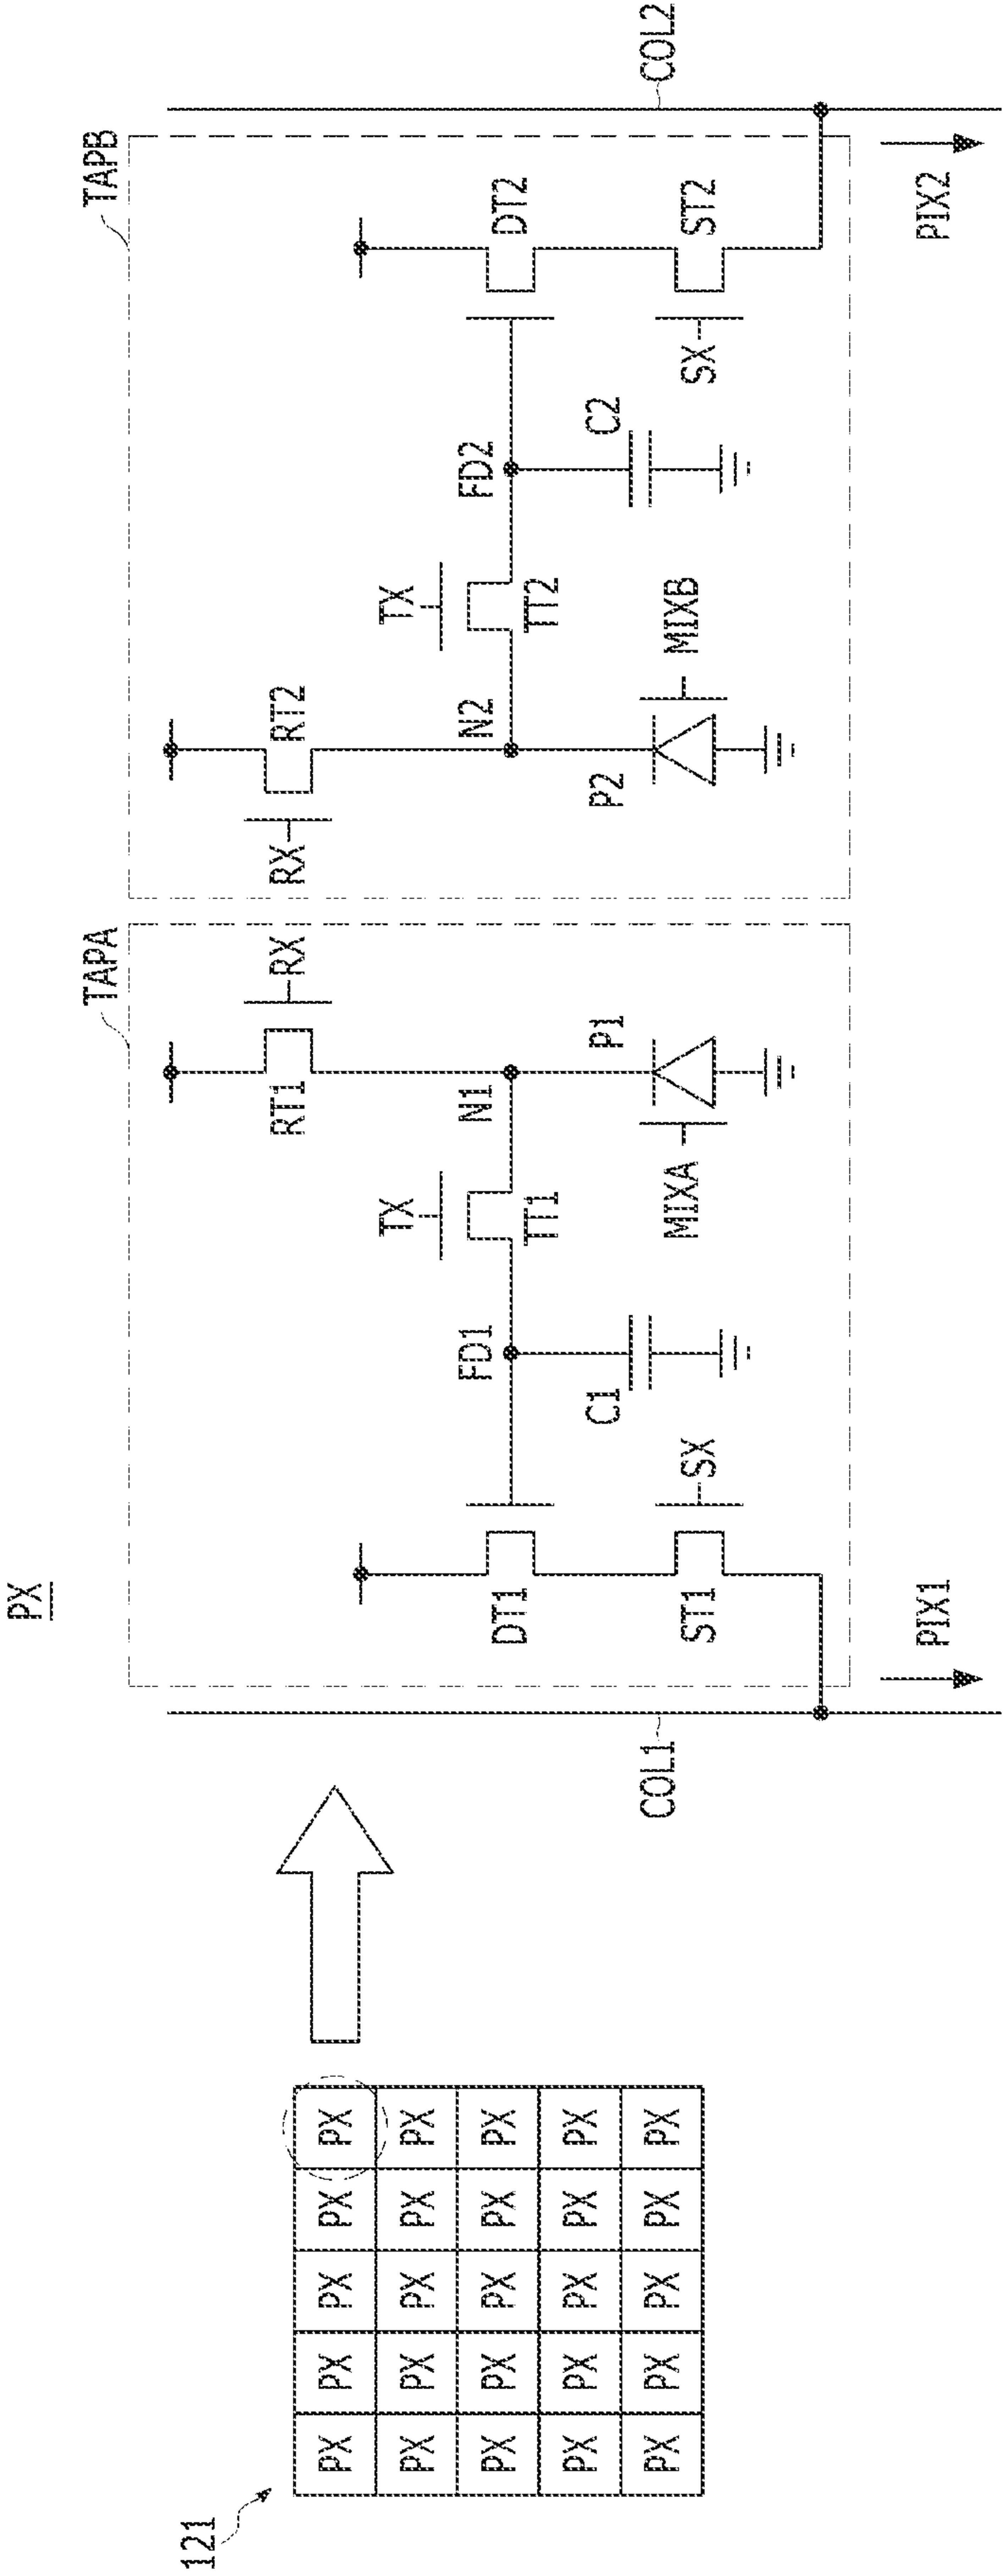 PX
121
PX PX PX PX PX
PX PX PX PX PX
PX PX PX PX PX
PX PX PX PX PX
PX PX PX PX PX
TAPA
TAPB
RT1
RX
RX
RT2
TX
TX
FD1
N1
N2
FD2
DT1
TT1
TT2
DT2
C1
P1
P2
C2
COL1
COL2
ST1
SX
MIXA
MIXB
SX
ST2
PIX1
PIX2